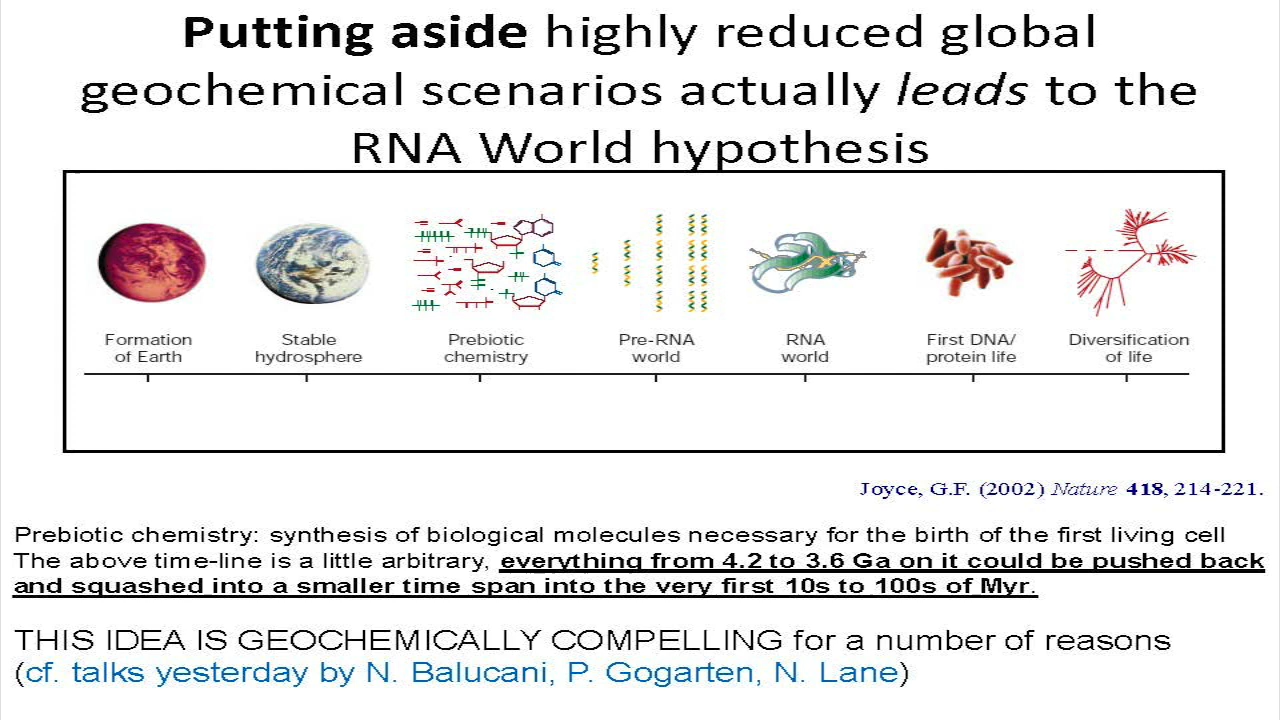 Putting aside highly reduced global
geochemical scenarios actually leads to the
RNA World hypothesis
Formation of Earth
Stable hydrosphere
Prebiotic chemistry
Pre-RNA world
RNA world
First DNA/ protein life
Diversification of life
Joyce, G.F. (2002) Nature 418, 214-221.
Prebiotic chemistry: synthesis of biological molecules necessary for the birth of the first living cell
The above time-line is a little arbitrary, everything from 4.2 to 3.6 Ga on it could be pushed back
and squashed into a smaller time span into the very first 10s to 100s of Myr.
THIS IDEA IS GEOCHEMICALLY COMPELLING for a number of reasons
(cf. talks yesterday by N. Balucani, P. Gogarten, N. Lane)